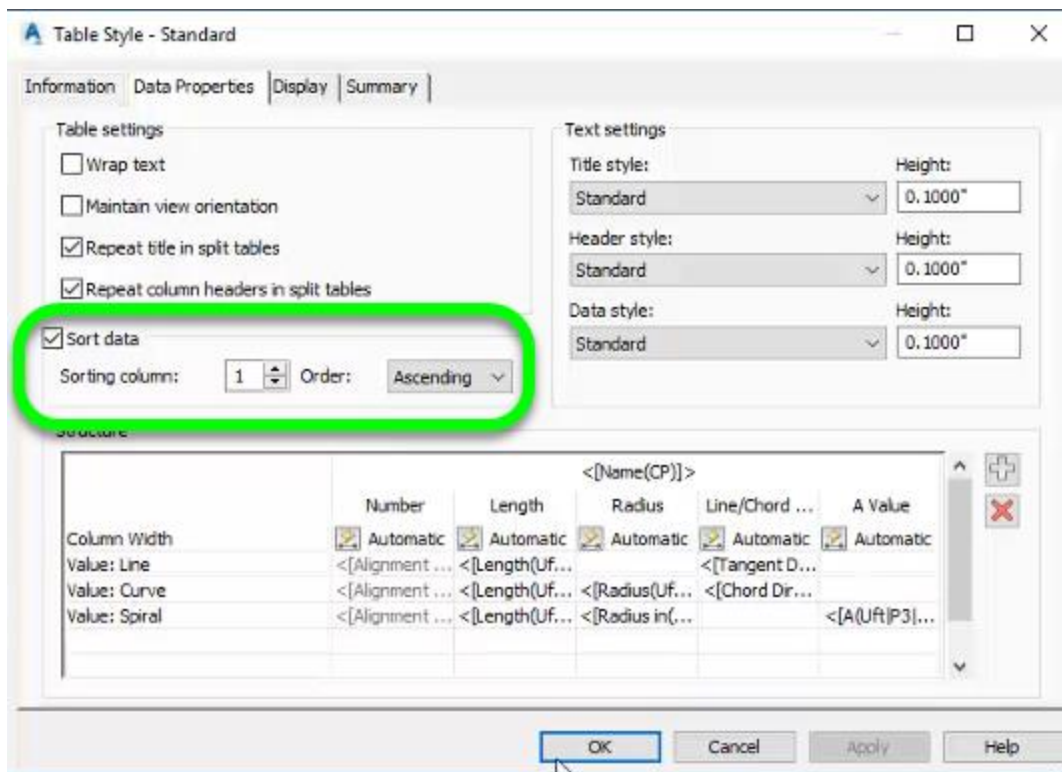 Table Style - Standard
Information Data Properties Display Summary
Table settings
Wrap text
Maintain view orientation
Repeat title in split tables
Repeat column headers in split tables
Text settings
Title style: Height:
Standard 0.1000"
Header style: Height:
Standard 0.1000"
Data style: Height:
Standard 0.1000"
Sort data
Sorting column: 1 Order: Ascending
Structure
<[Name(CP)]>
Number Length Radius Line/Chord ... A Value
Column Width Automatic Automatic Automatic Automatic Automatic
Value: Line <[Alignment ... <[Length(Uf... <[Tangent D...
Value: Curve <[Alignment ... <[Length(Uf... <[Radius(Uf... <[Chord Dir...
Value: Spiral <[Alignment ... <[Length(Uf... <[Radius in(... <[A(Uft|P3|...
OK Cancel Apply Help